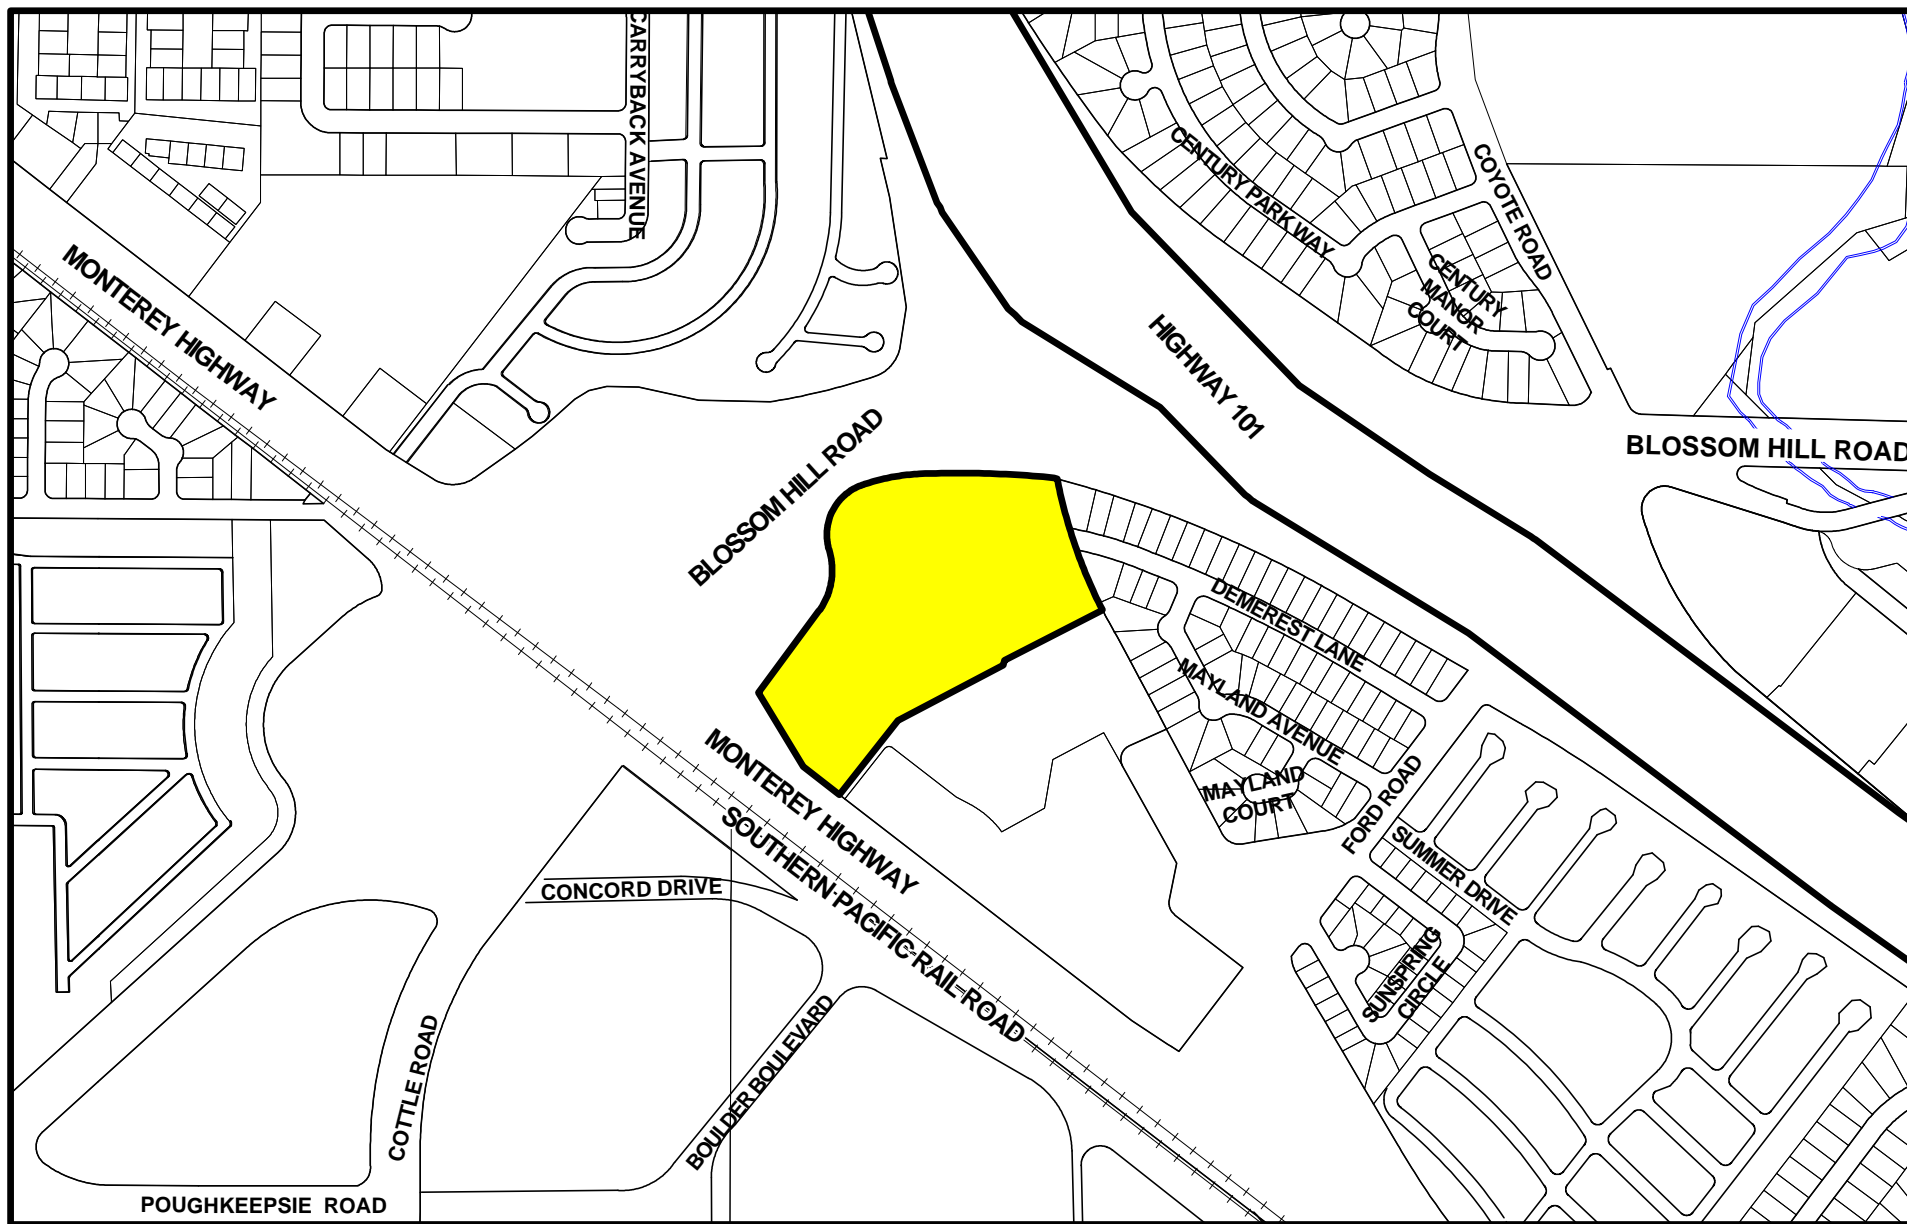 CARRYBACK AVENUE
CENTURY PARK WAY
COYOTE ROAD
MONTEREY HIGHWAY
CENTURY
MANOR
COURT
HIGHWAY 101
BLOSSOM HILL ROAD
BLOSSOM HILL ROAD
DEMEREST LANE
MAYLAND AVENUE
MAYLAND
COURT
FORD ROAD
SUMMER DRIVE
MONTEREY HIGHWAY
SOUTHERN PACIFIC RAIL ROAD
CONCORD DRIVE
SUNSPRING
CIRCLE
COTTLE ROAD
BOULDER BOULEVARD
POUGHKEEPSIE ROAD